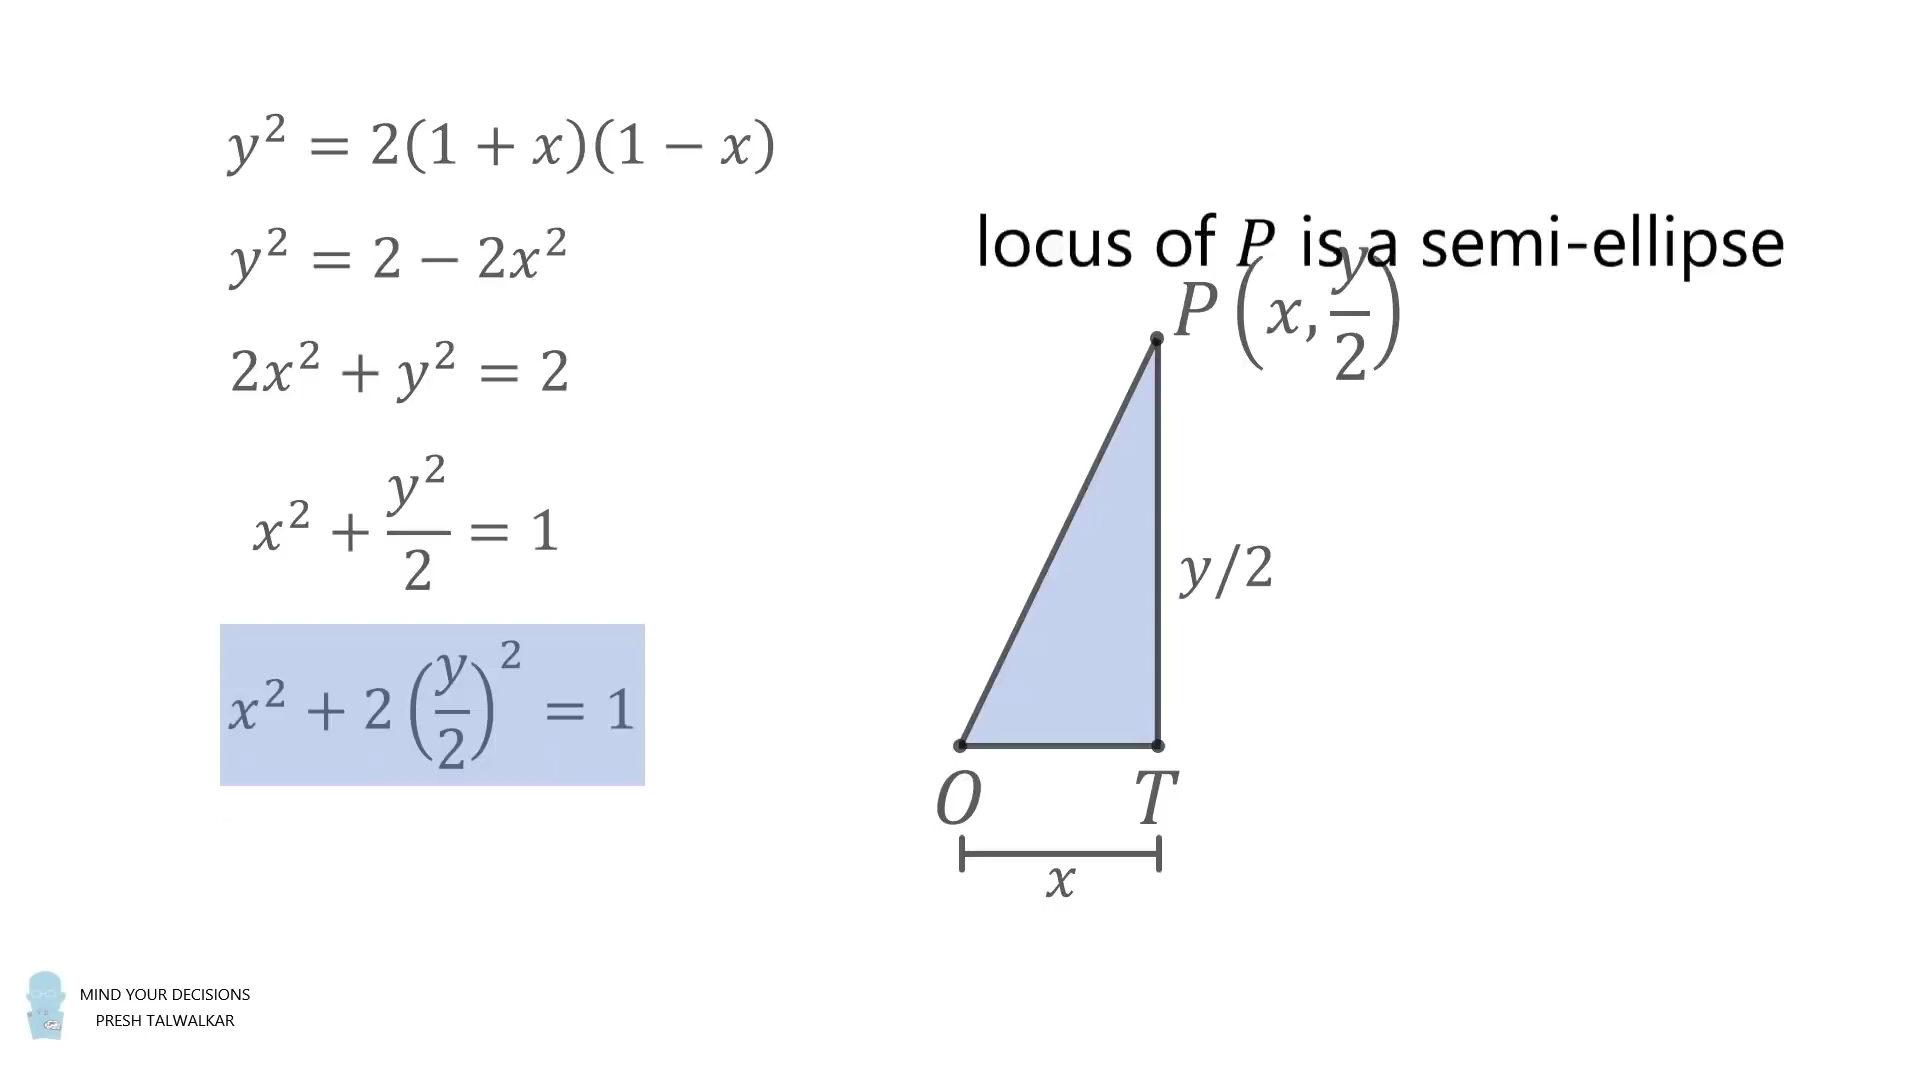 y² = 2(1 + x)(1 − x)
y² = 2 − 2x²
2x² + y² = 2
x² + y²/2 = 1
x² + 2(y/2)² = 1
locus of P is a semi-ellipse
P(x, y/2)
y/2
O
T
x
MIND YOUR DECISIONS
PRESH TALWALKAR